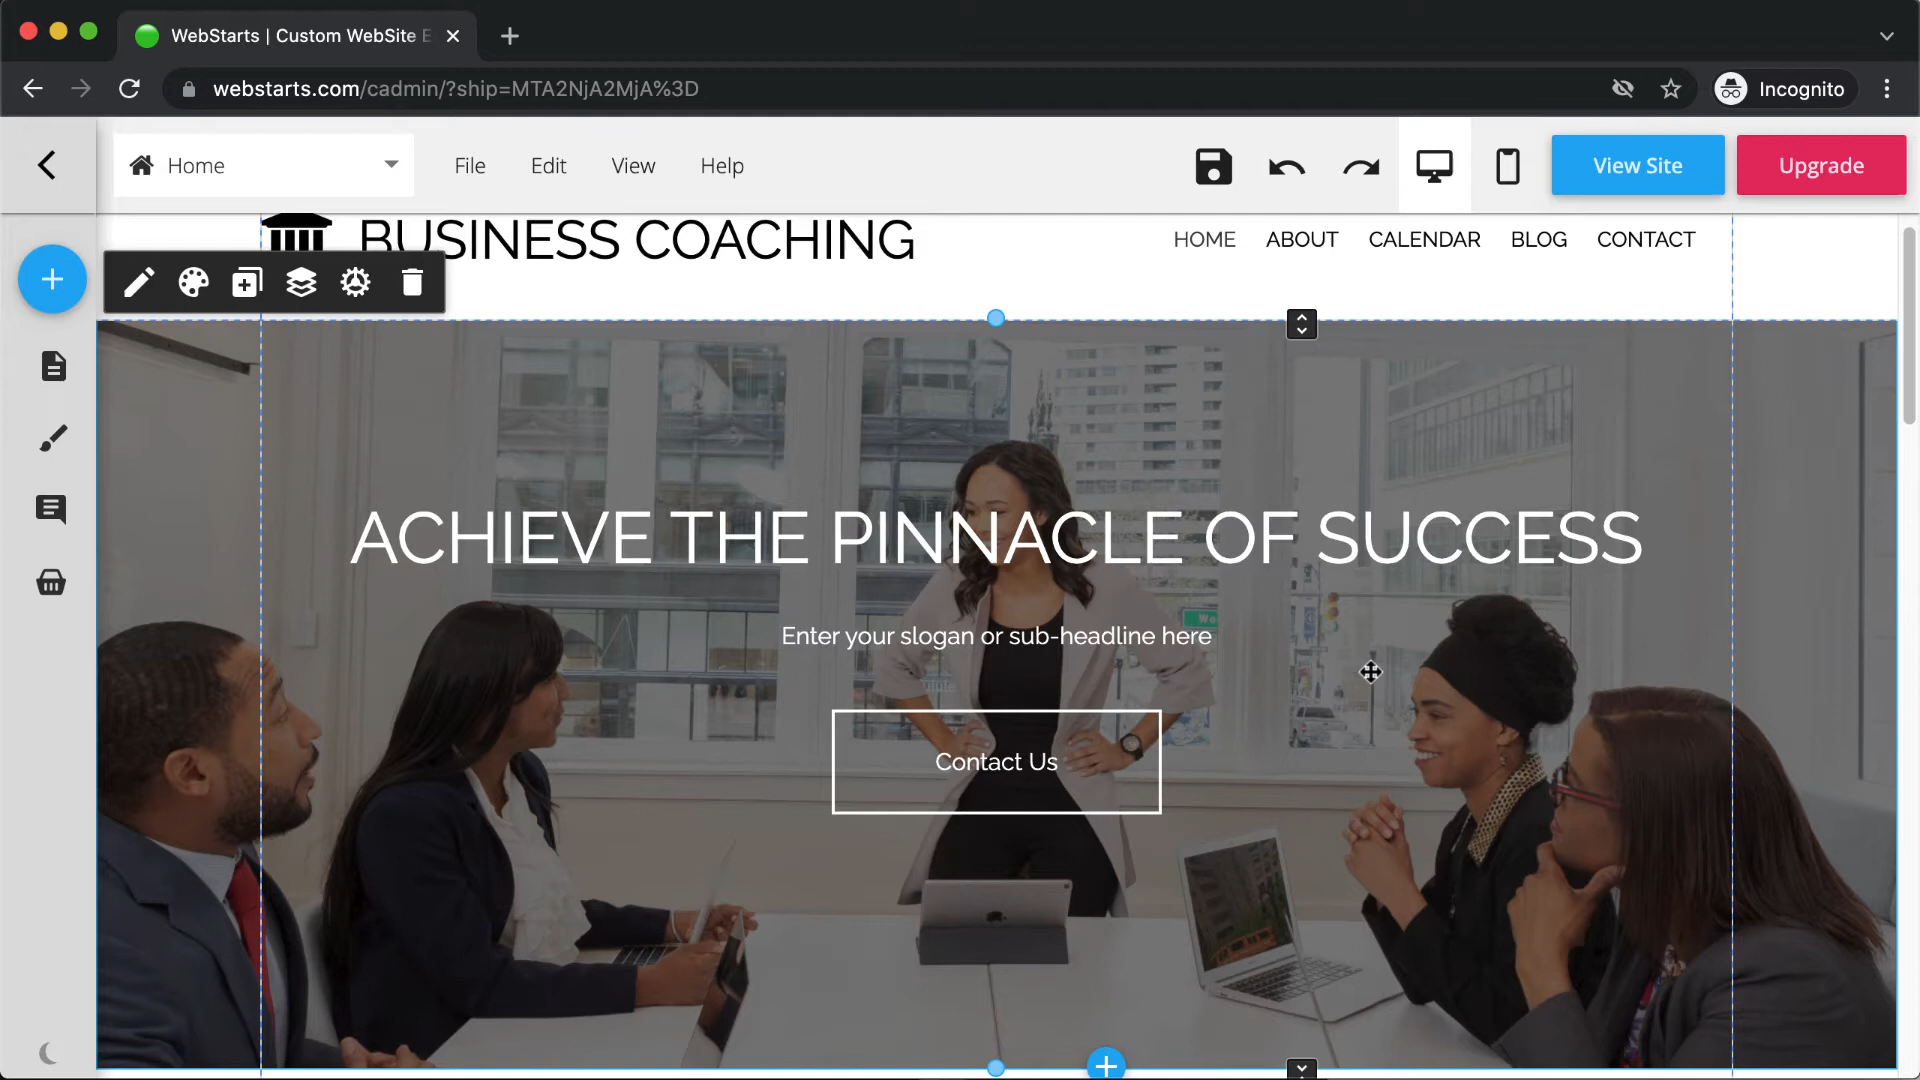 WebStarts | Custom WebSite E
webstarts.com/cadmin/?ship=MTA2NjA2MjA%3D
Incognito
Home
File
Edit
View
Help
View Site
Upgrade
BUSINESS COACHING
HOME
ABOUT
CALENDAR
BLOG
CONTACT
ACHIEVE THE PINNACLE OF SUCCESS
Enter your slogan or sub-headline here
Contact Us